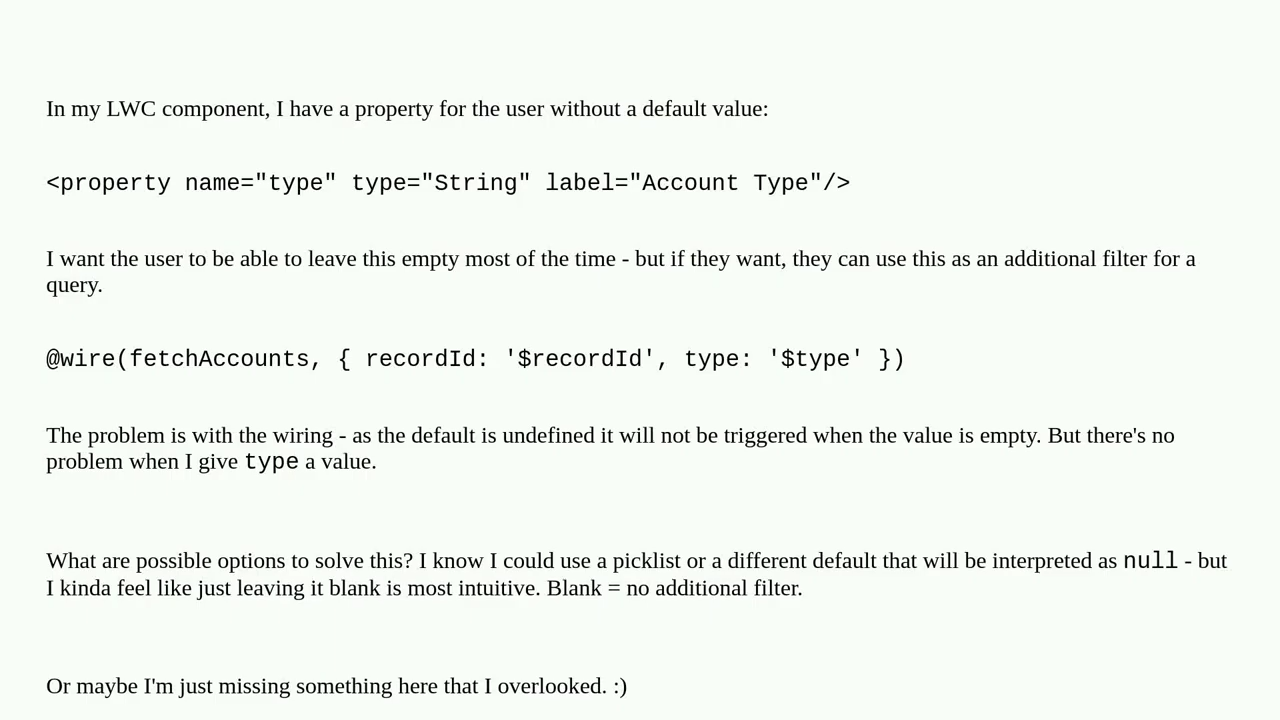 In my LWC component, I have a property for the user without a default value:
<property name="type" type="String" label="Account Type"/>
I want the user to be able to leave this empty most of the time - but if they want, they can use this as an additional filter for a
query.
@wire(fetchAccounts, { recordId: '$recordId', type: '$type' })
The problem is with the wiring - as the default is undefined it will not be triggered when the value is empty. But there's no
problem when I give type a value.
What are possible options to solve this? I know I could use a picklist or a different default that will be interpreted as null - but
I kinda feel like just leaving it blank is most intuitive. Blank = no additional filter.
Or maybe I'm just missing something here that I overlooked. :)